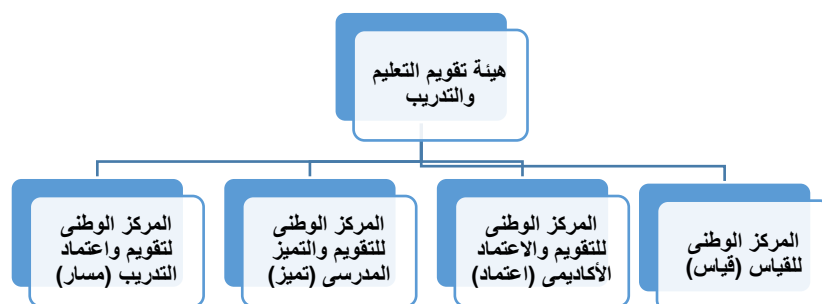 هيئة تقويم التعليم
والتدريب
المركز الوطنى
للقياس (قياس)
المركز الوطنى
للتقويم والاعتماد
الأكاديمى (اعتماد)
المركز الوطنى
للتقويم والتميز
المدرسى (تميز)
المركز الوطنى
لتقويم واعتماد
التدريب (مسار)